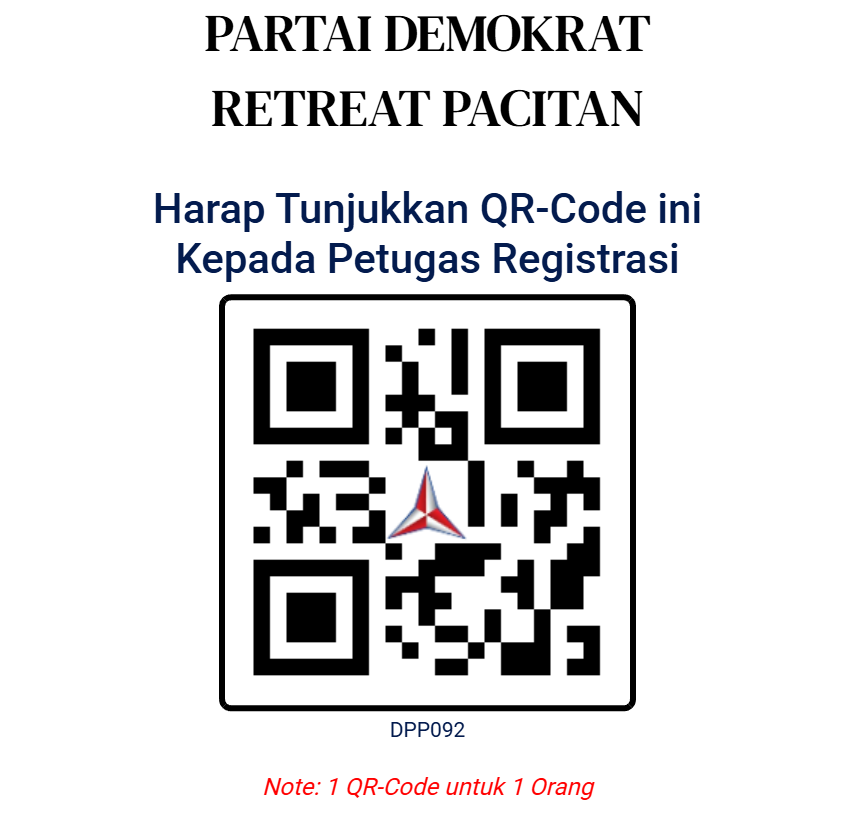 PARTAI DEMOKRAT
RETREAT PACITAN
Harap Tunjukkan QR-Code ini
Kepada Petugas Registrasi
DPP092
Note: 1 QR-Code untuk 1 Orang